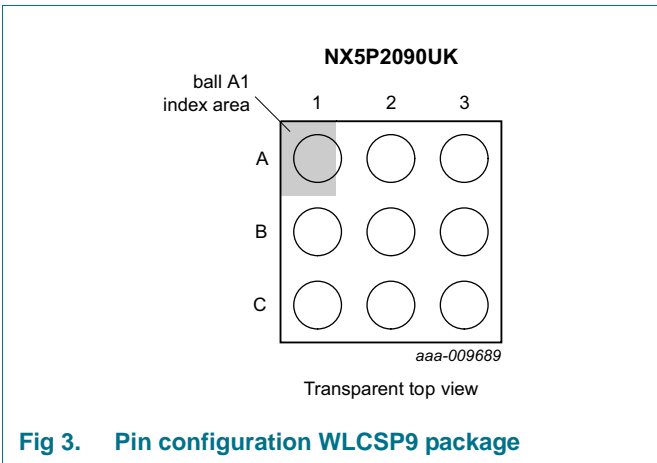 NX5P2090UK
ball A1
index area
1 2 3
A
B
C
aaa-009689
Transparent top view
Fig 3. Pin configuration WLCSP9 package